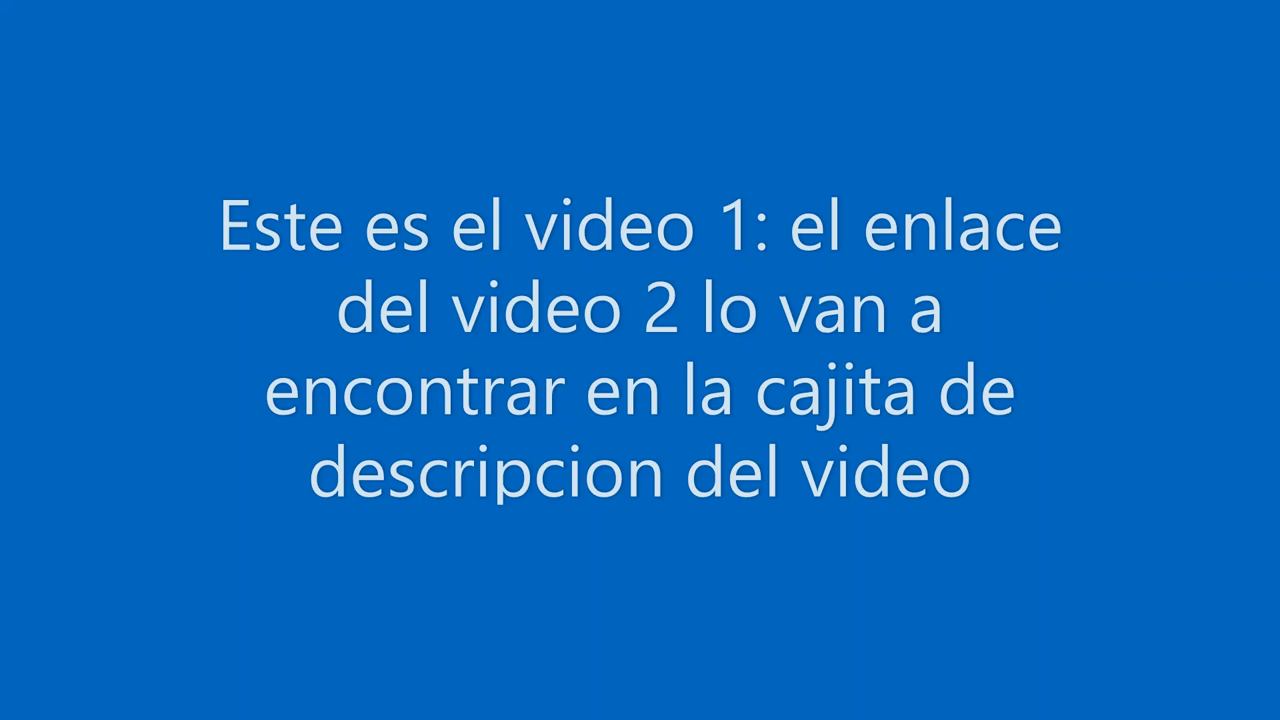 Este es el video 1: el enlace
del video 2 lo van a
encontrar en la cajita de
descripcion del video